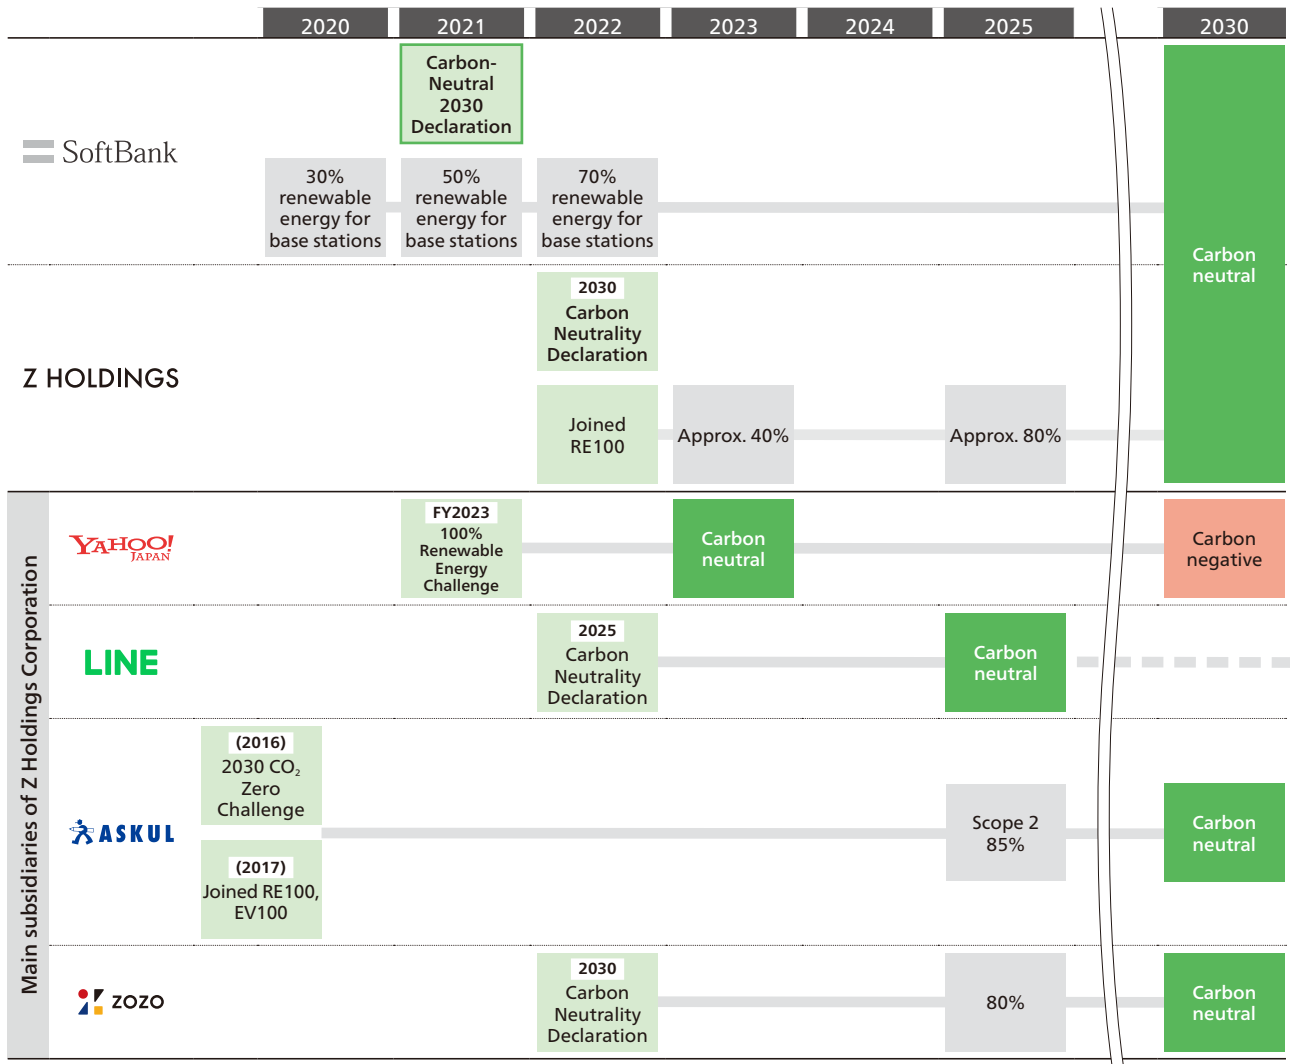 2020 2021 2022 2023 2024 2025 2030
Carbon-
Neutral
2030
Declaration
SoftBank
30%
renewable
energy for
base stations
50%
renewable
energy for
base stations
70%
renewable
energy for
base stations
Carbon
neutral
Z HOLDINGS
2030
Carbon
Neutrality
Declaration
Joined
RE100
Approx. 40%
Approx. 80%
Main subsidiaries of Z Holdings Corporation
YAHOO!
JAPAN
FY2023
100%
Renewable
Energy
Challenge
Carbon
neutral
Carbon
negative
LINE
2025
Carbon
Neutrality
Declaration
Carbon
neutral
ASKUL
(2016)
2030 CO₂
Zero
Challenge
(2017)
Joined RE100,
EV100
Scope 2
85%
Carbon
neutral
ZOZO
2030
Carbon
Neutrality
Declaration
80%
Carbon
neutral